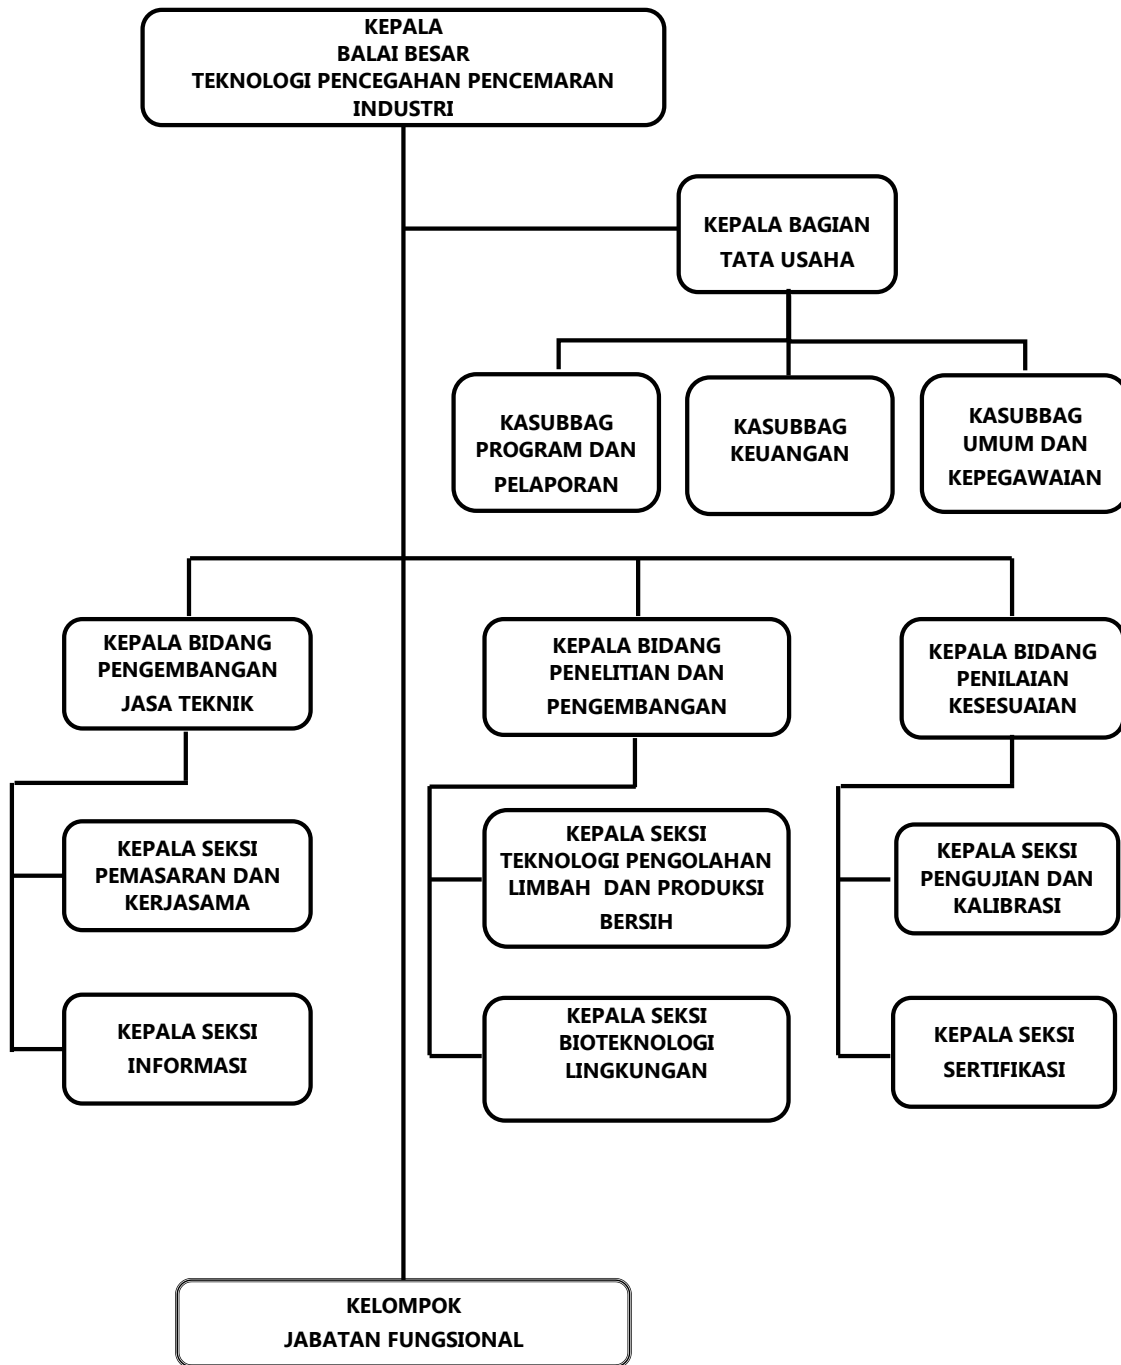 KEPALA
BALAI BESAR
TEKNOLOGI PENCEGAHAN PENCEMARAN
INDUSTRI
KEPALA BAGIAN
TATA USAHA
KASUBBAG
PROGRAM DAN
PELAPORAN
KASUBBAG
KEUANGAN
KASUBBAG
UMUM DAN
KEPEGAWAIAN
KEPALA BIDANG
PENGEMBANGAN
JASA TEKNIK
KEPALA BIDANG
PENELITIAN DAN
PENGEMBANGAN
KEPALA BIDANG
PENILAIAN
KESESUAIAN
KEPALA SEKSI
PEMASARAN DAN
KERJASAMA
KEPALA SEKSI
TEKNOLOGI PENGOLAHAN
LIMBAH  DAN PRODUKSI
BERSIH
KEPALA SEKSI
PENGUJIAN DAN
KALIBRASI
KEPALA SEKSI
INFORMASI
KEPALA SEKSI
BIOTEKNOLOGI
LINGKUNGAN
KEPALA SEKSI
SERTIFIKASI
KELOMPOK
JABATAN FUNGSIONAL